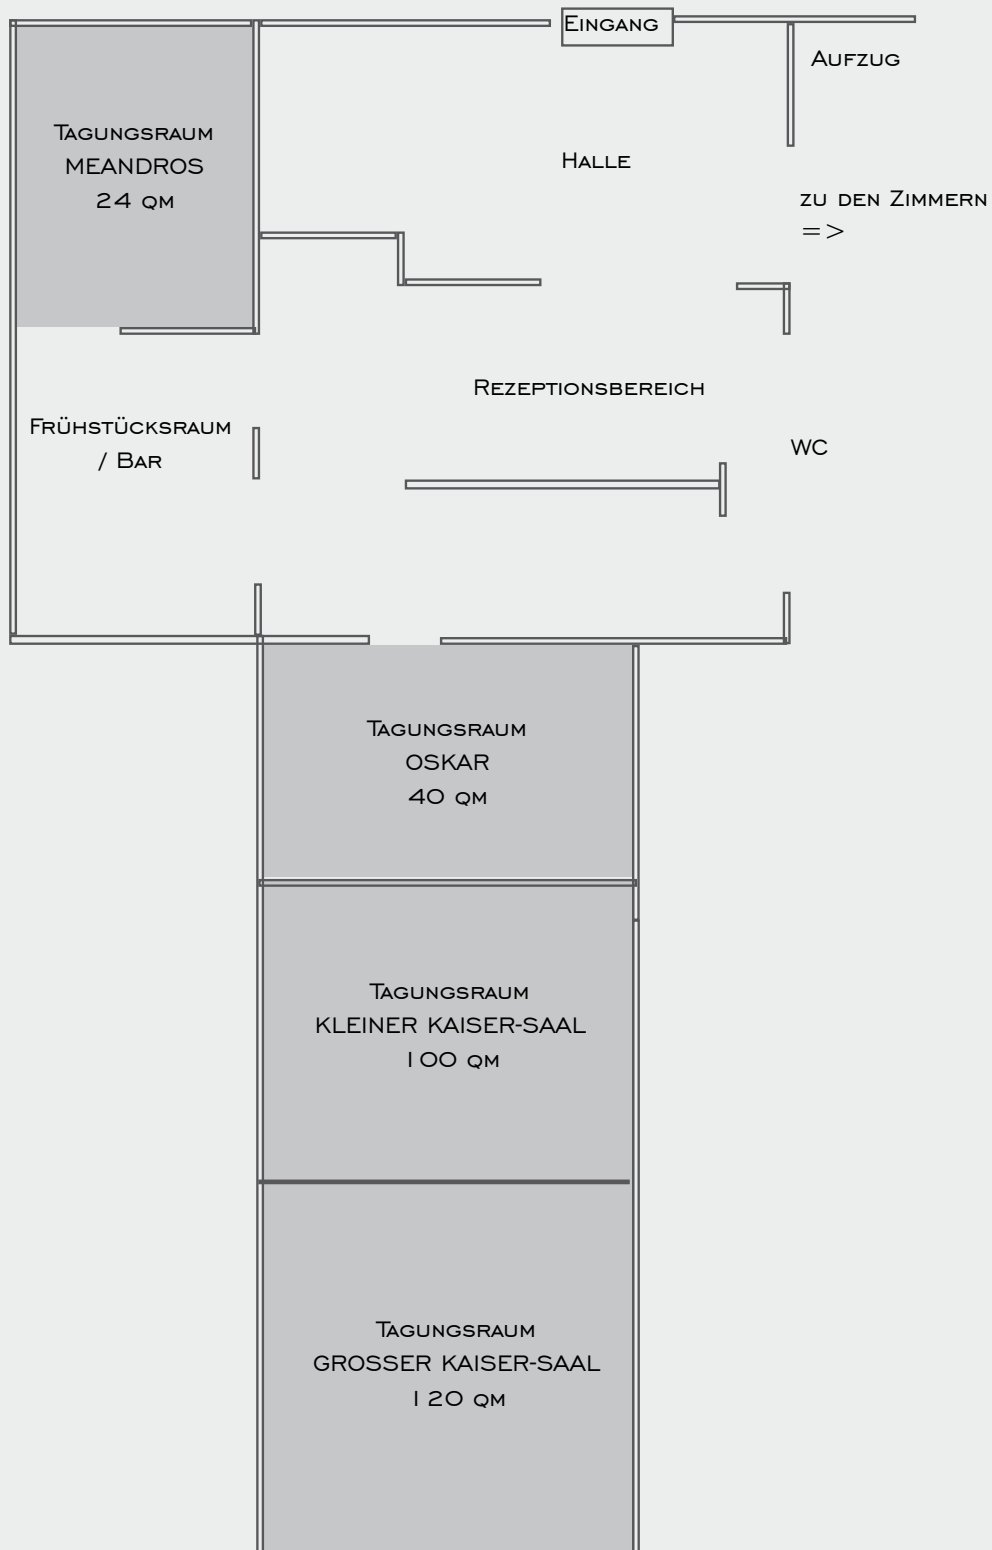 Eingang
Aufzug
Tagungsraum
MEANDROS
24 qm
Halle
zu den Zimmern
=>
Rezeptionsbereich
Frühstücksraum
/ Bar
WC
Tagungsraum
OSKAR
40 qm
Tagungsraum
KLEINER KAISER-SAAL
100 qm
Tagungsraum
GROSSER KAISER-SAAL
120 qm